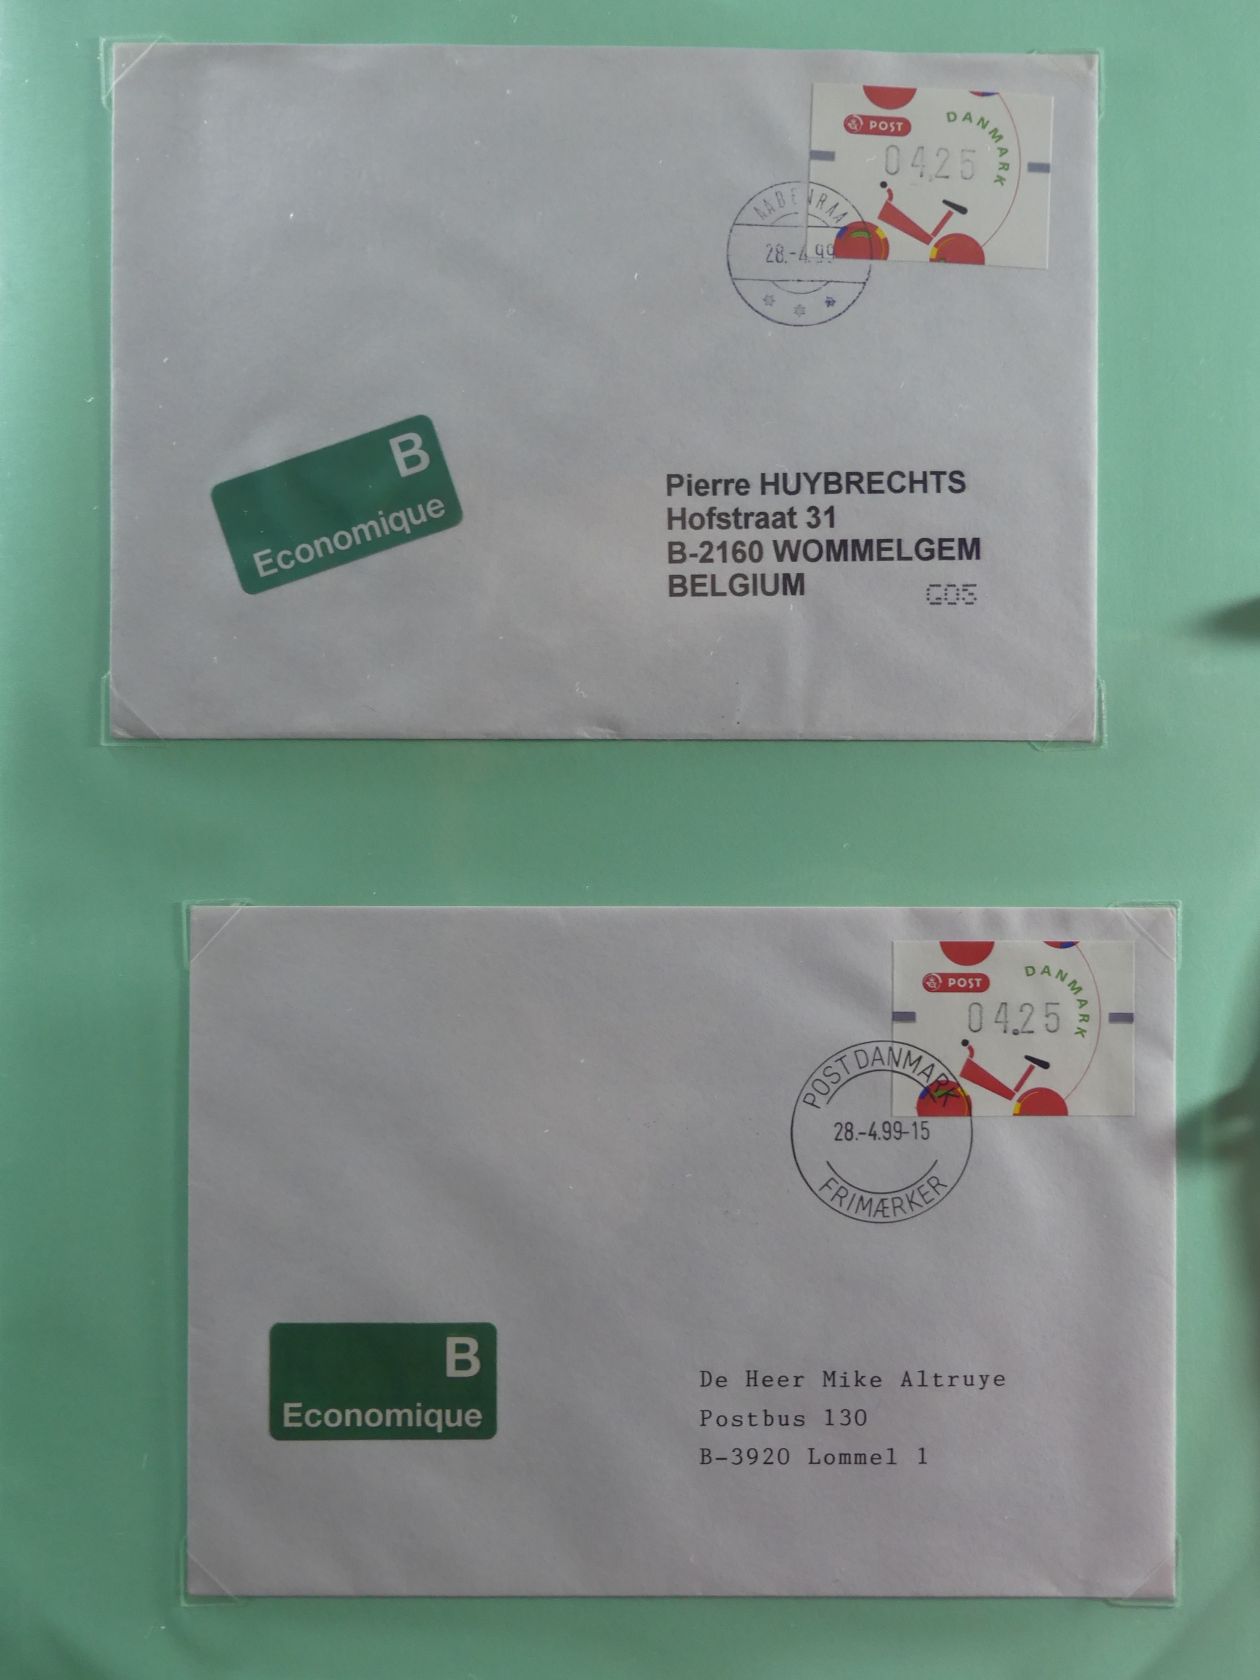 POST
DANMARK
04,25
AABENRAA
28.-4.99
B
Economique
Pierre HUYBRECHTS
Hofstraat 31
B-2160 WOMMELGEM
BELGIUM
G05
POST
DANMARK
04.25
POST DANMARK
28.-4.99-15
FRIMÆRKER
B
Economique
De Heer Mike Altruye
Postbus 130
B-3920 Lommel 1